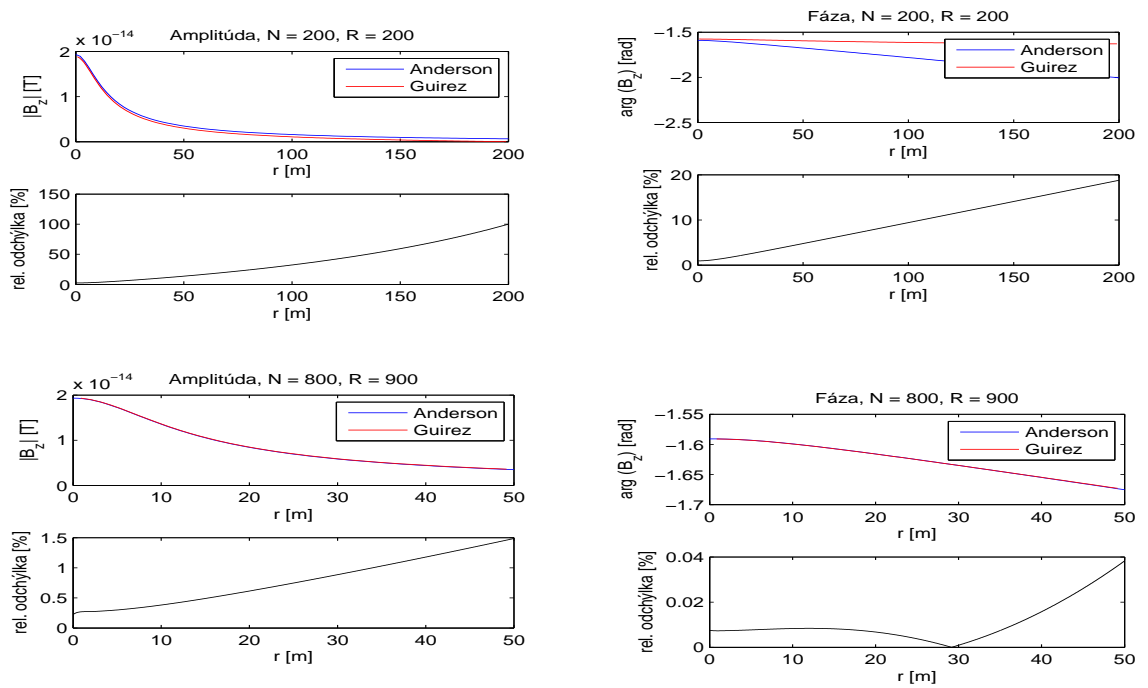 x 10^−14
Amplitúda, N = 200, R = 200
2
1
0
|B_z| [T]
Anderson
Guirez
0 50 100 150 200
r [m]
150
100
50
0
rel. odchýlka [%]
0 50 100 150 200
r [m]
Fáza, N = 200, R = 200
−1.5
−2
−2.5
arg (B_z) [rad]
Anderson
Guirez
0 50 100 150 200
r [m]
20
10
0
rel. odchýlka [%]
0 50 100 150 200
r [m]
x 10^−14
Amplitúda, N = 800, R = 900
2
1
0
|B_z| [T]
Anderson
Guirez
0 10 20 30 40 50
r [m]
1.5
1
0.5
0
rel. odchýlka [%]
0 10 20 30 40 50
r [m]
Fáza, N = 800, R = 900
−1.55
−1.6
−1.65
−1.7
arg (B_z) [rad]
Anderson
Guirez
0 10 20 30 40 50
r [m]
0.04
0.02
0
rel. odchýlka [%]
0 10 20 30 40 50
r [m]